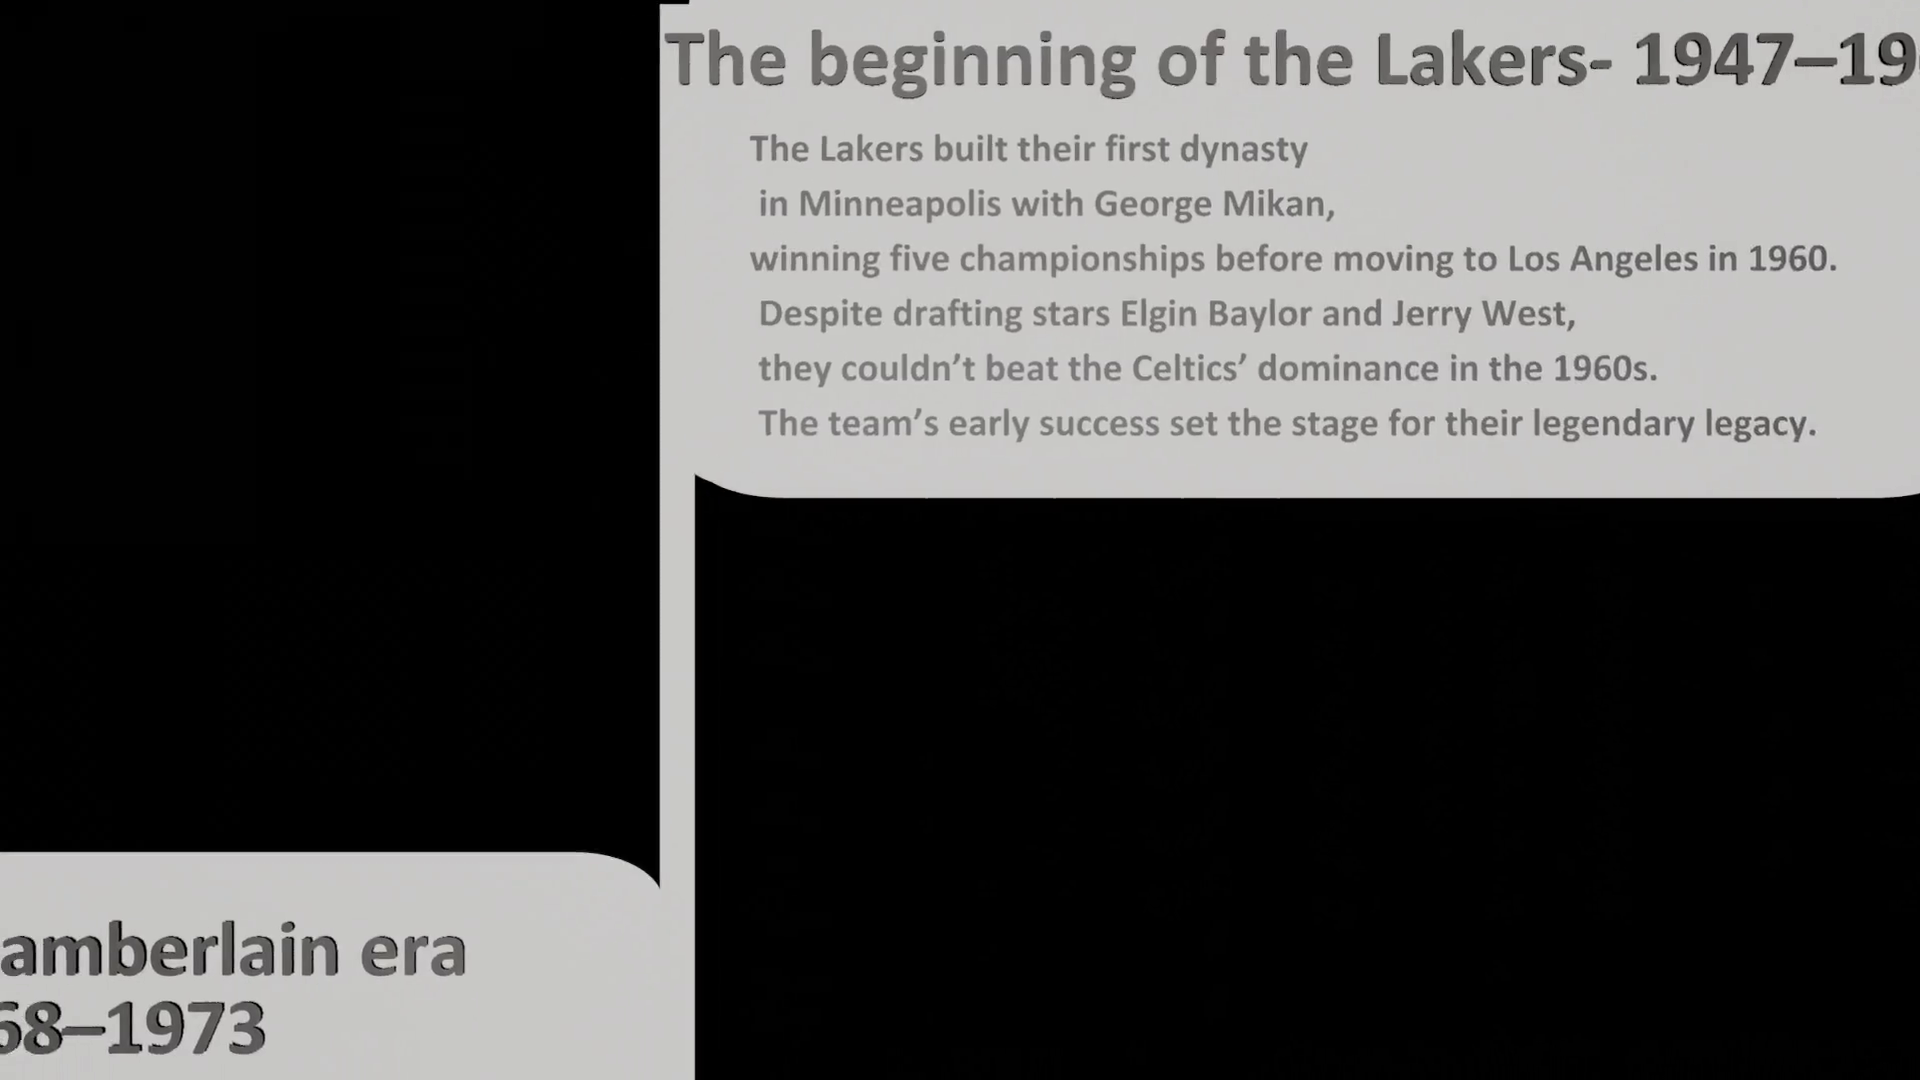 The beginning of the Lakers- 1947–19
The Lakers built their first dynasty
in Minneapolis with George Mikan,
winning five championships before moving to Los Angeles in 1960.
Despite drafting stars Elgin Baylor and Jerry West,
they couldn’t beat the Celtics’ dominance in the 1960s.
The team’s early success set the stage for their legendary legacy.
amberlain era
68–1973